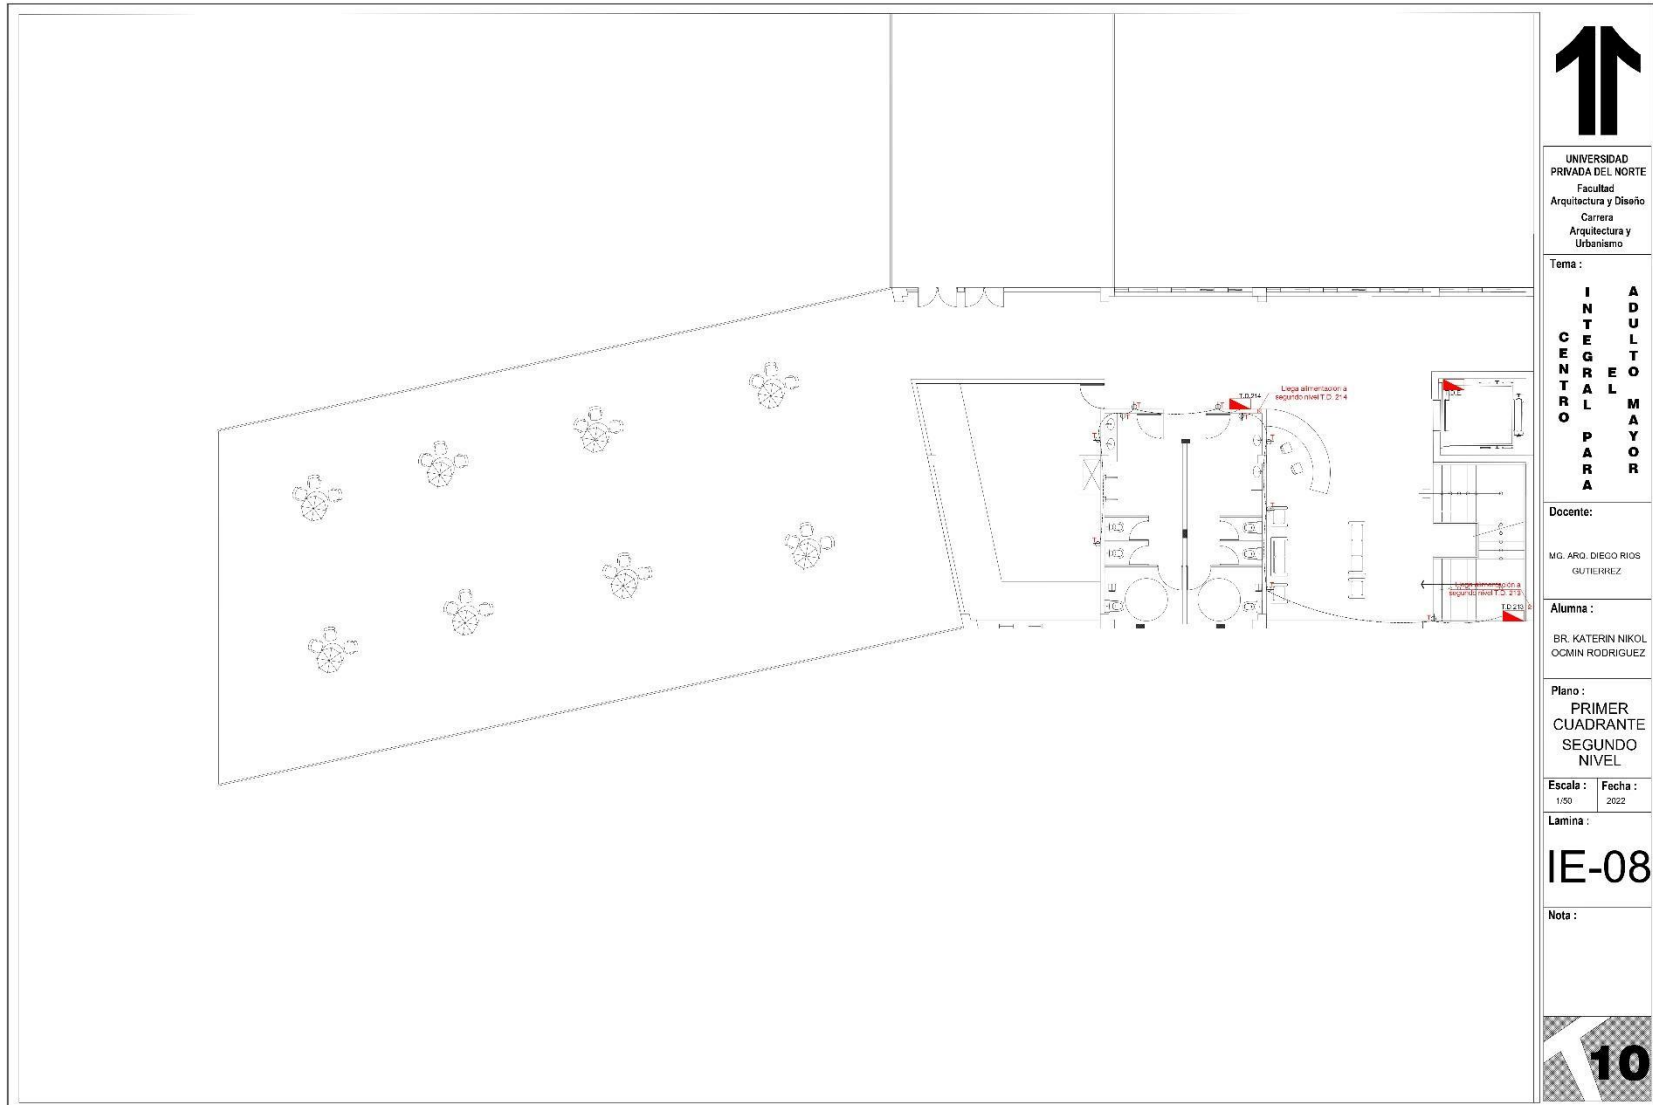 UNIVERSIDAD
PRIVADA DEL NORTE
Facultad
Arquitectura y Diseño
Carrera
Arquitectura y
Urbanismo
Tema :
CENTRO
INTEGRAL PARA
EL
ADULTO MAYOR
Docente:
MG. ARQ. DIEGO RIOS
GUTIERREZ
Alumna :
BR. KATERIN NIKOL
OCMIN RODRIGUEZ
Plano :
PRIMER
CUADRANTE
SEGUNDO
NIVEL
Escala :
1/50
Fecha :
2022
Lamina :
IE-08
Nota :
T10
T.D.214
Llega alimentación a
segundo nivel T.D. 214
Llega alimentación a
segundo nivel T.D. 213
T.D.213